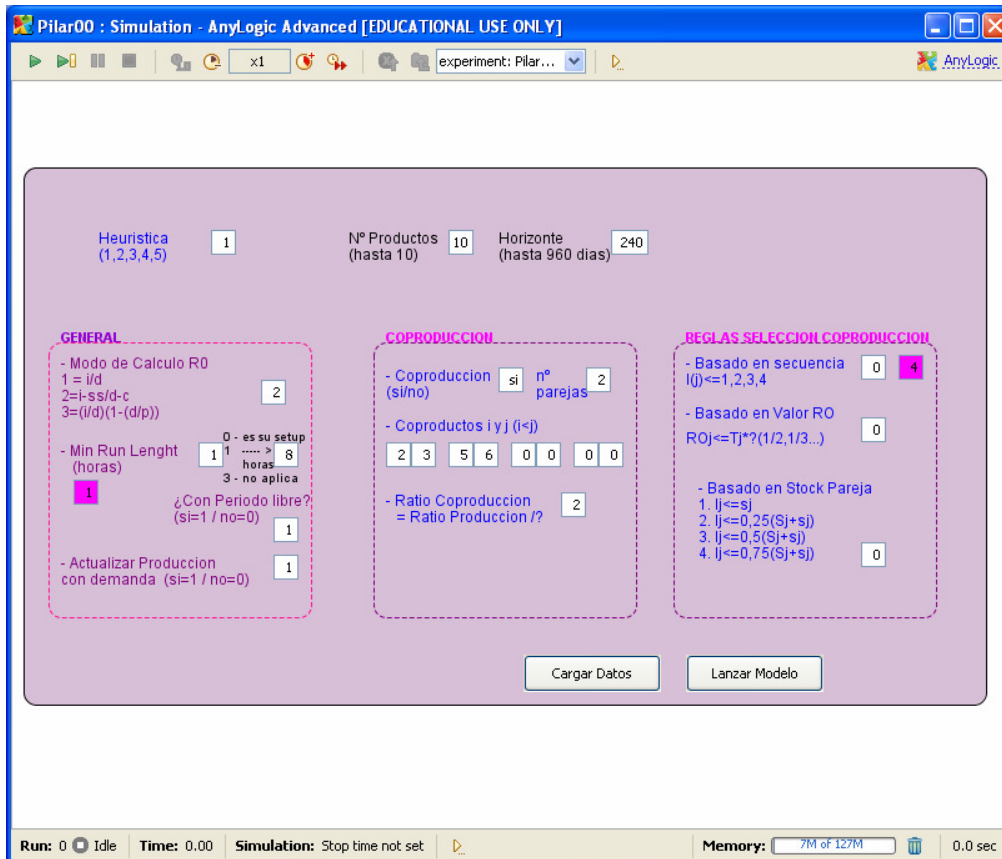 Pilar00 : Simulation - AnyLogic Advanced [EDUCATIONAL USE ONLY]
x1
experiment: Pilar...
AnyLogic
Heuristica
(1,2,3,4,5)
1
Nº Productos
(hasta 10)
10
Horizonte
(hasta 960 dias)
240
GENERAL
- Modo de Calculo R0
1 = i/d
2=i-ss/d-c
3=(i/d)(1-(d/p))
2
- Min Run Lenght
(horas)
1
1
0 - es su setup
1 ----- >
horas
3 - no aplica
8
¿Con Periodo libre?
(si=1 / no=0)
1
- Actualizar Produccion
con demanda (si=1 / no=0)
1
COPRODUCCION
- Coproduccion
(si/no)
si
nº
parejas
2
- Coproductos i y j (i<j)
2 3 5 6 0 0 0 0
- Ratio Coproduccion
= Ratio Produccion /?
2
REGLAS SELECCION COPRODUCCION
- Basado en secuencia
I(j)<=1,2,3,4
0
4
- Basado en Valor RO
ROj<=Tj*?(1/2,1/3...)
0
- Basado en Stock Pareja
1. Ij<=sj
2. Ij<=0,25(Sj+sj)
3. Ij<=0,5(Sj+sj)
4. Ij<=0,75(Sj+sj)
0
Cargar Datos
Lanzar Modelo
Run: 0 Idle Time: 0.00 Simulation: Stop time not set Memory: 7M of 127M 0.0 sec